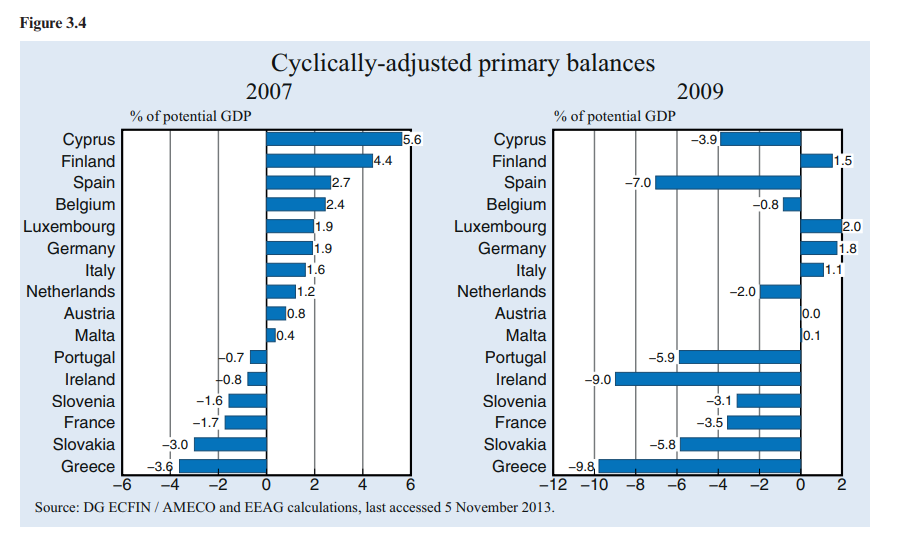 Figure 3.4
Cyclically-adjusted primary balances
2007
% of potential GDP
Cyprus 5.6
Finland 4.4
Spain 2.7
Belgium 2.4
Luxembourg 1.9
Germany 1.9
Italy 1.6
Netherlands 1.2
Austria 0.8
Malta 0.4
Portugal −0.7
Ireland −0.8
Slovenia −1.6
France −1.7
Slovakia −3.0
Greece −3.6
−6 −4 −2 0 2 4 6
2009
% of potential GDP
Cyprus −3.9
Finland 1.5
Spain −7.0
Belgium −0.8
Luxembourg 2.0
Germany 1.8
Italy 1.1
Netherlands −2.0
Austria 0.0
Malta 0.1
Portugal −5.9
Ireland −9.0
Slovenia −3.1
France −3.5
Slovakia −5.8
Greece −9.8
−12 −10 −8 −6 −4 −2 0 2
Source: DG ECFIN / AMECO and EEAG calculations, last accessed 5 November 2013.